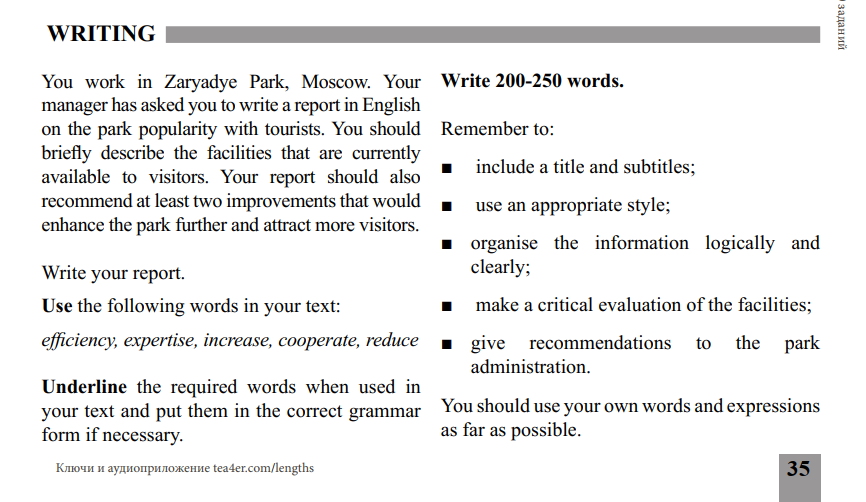 WRITING
заданий
You work in Zaryadye Park, Moscow. Your
manager has asked you to write a report in English
on the park popularity with tourists. You should
briefly describe the facilities that are currently
available to visitors. Your report should also
recommend at least two improvements that would
enhance the park further and attract more visitors.
Write your report.
Use the following words in your text:
efficiency, expertise, increase, cooperate, reduce
Underline the required words when used in
your text and put them in the correct grammar
form if necessary.
Write 200-250 words.
Remember to:
■ include a title and subtitles;
■ use an appropriate style;
■ organise the information logically and
clearly;
■ make a critical evaluation of the facilities;
■ give recommendations to the park
administration.
You should use your own words and expressions
as far as possible.
Ключи и аудиоприложение tea4er.com/lengths
35